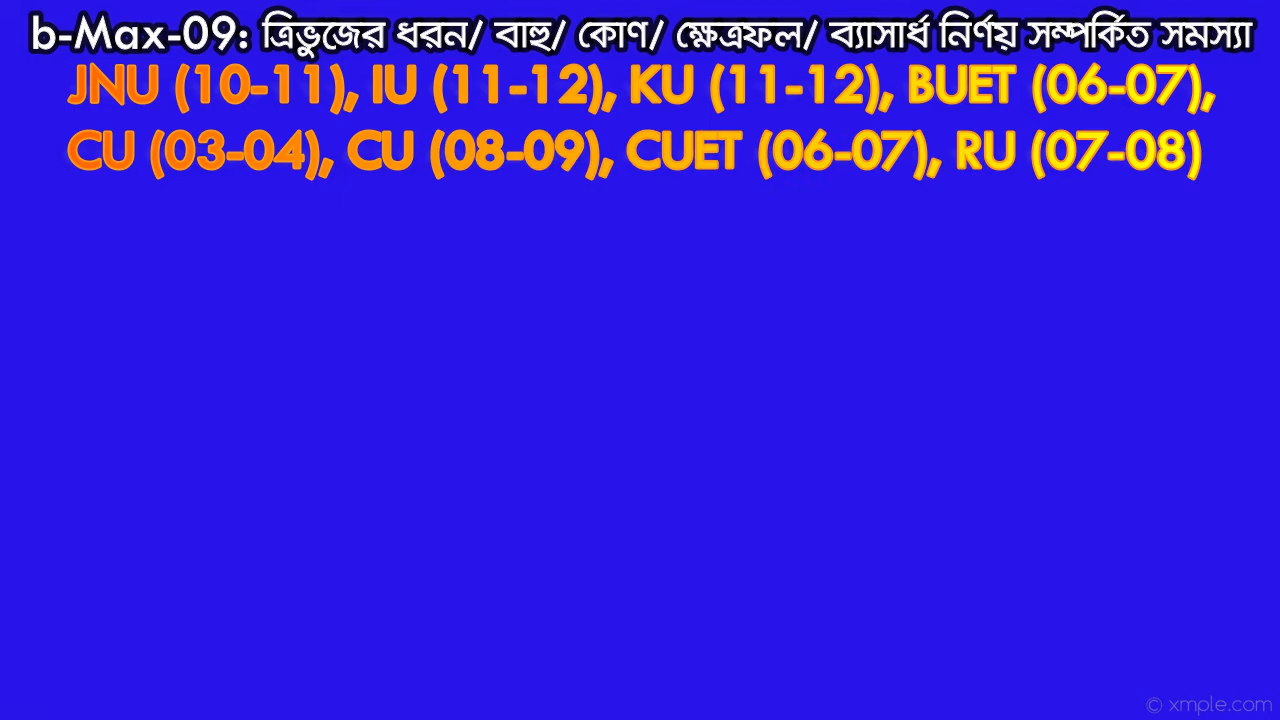 b-Max-09: ত্রিভুজের ধরন/ বাহু/ কোণ/ ক্ষেত্রফল/ ব্যাসার্ধ নির্ণয় সম্পর্কিত সমস্যা
JNU (10-11), IU (11-12), KU (11-12), BUET (06-07),
CU (03-04), CU (08-09), CUET (06-07), RU (07-08)
© xmple.com